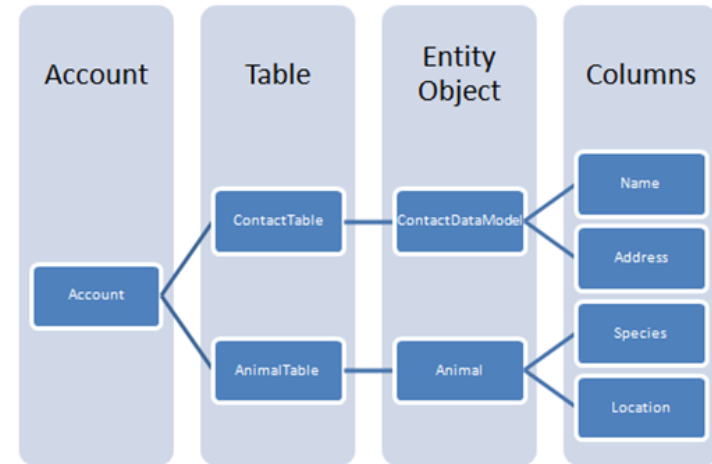 Account
Table
Entity
Object
Columns
Name
ContactTable
ContactDataModel
Address
Account
Species
AnimalTable
Animal
Location